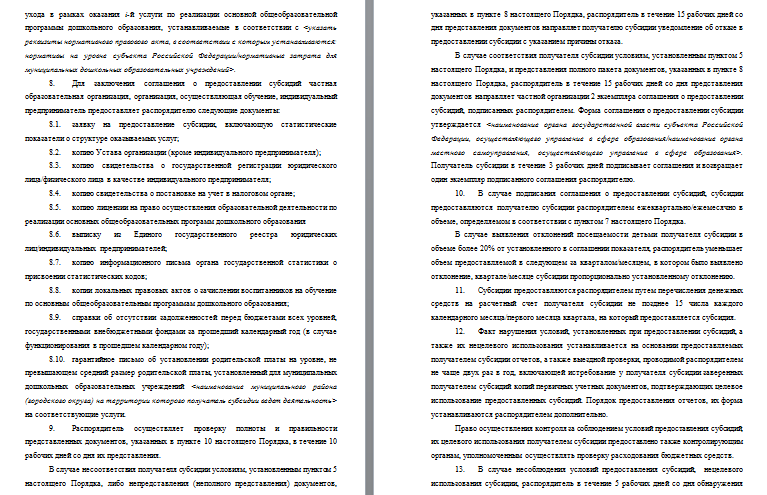 ухода в рамках оказания i-й услуги по реализации основной общеобразовательной
программы дошкольного образования, устанавливаемые в соответствии с <указать
реквизиты нормативного правового акта, в соответствии с которым устанавливаются
нормативы на уровне субъекта Российской Федерации/нормативные затраты для
муниципальных дошкольных образовательных учреждений>.
8. Для заключения соглашения о предоставлении субсидий частная
образовательная организация, организация, осуществляющая обучение, индивидуальный
предприниматель предоставляет распорядителю следующие документы:
8.1. заявку на предоставление субсидии, включающую статистические
показатели о структуре оказываемых услуг;
8.2. копию Устава организации (кроме индивидуального предпринимателя);
8.3. копию свидетельства о государственной регистрации юридического
лица/физического лица в качестве индивидуального предпринимателя;
8.4. копию свидетельства о постановке на учет в налоговом органе;
8.5. копию лицензии на право осуществления образовательной деятельности по
реализации основных общеобразовательных программ дошкольного образования
8.6. выписку из Единого государственного реестра юридических
лиц/индивидуальных предпринимателей;
8.7. копию информационного письма органа государственной статистики о
присвоении статистических кодов;
8.8. копии локальных правовых актов о зачислении воспитанников на обучение
по основным общеобразовательным программам дошкольного образования;
8.9. справки об отсутствии задолженностей перед бюджетами всех уровней,
государственными внебюджетными фондами за прошедший календарный год (в случае
функционирования в прошедшем календарном году);
8.10. гарантийное письмо об установлении родительской платы на уровне, не
превышающем средний размер родительской платы, установленный для муниципальных
дошкольных образовательных учреждений <наименование муниципального района
(городского округа) на территории которого получатель субсидии ведет деятельность>
на соответствующие услуги.
9. Распорядитель осуществляет проверку полноты и правильности
представленных документов, указанных в пункте 10 настоящего Порядка, в течение 10
рабочих дней со дня их представления.
В случае несоответствия получателя субсидии условиям, установленным пунктом 5
настоящего Порядка, либо непредставления (неполного представления) документов,
указанных в пункте 8 настоящего Порядка, распорядитель в течение 15 рабочих дней со
дня представления документов направляет получателю субсидии уведомление об отказе в
предоставлении субсидии с указанием причины отказа.
В случае соответствия получателя субсидии условиям, установленным пунктом 5
настоящего Порядка, и представления полного пакета документов, указанных в пункте 8
настоящего Порядка, распорядитель в течение 15 рабочих дней со дня представления
документов направляет частной организации 2 экземпляра соглашения о предоставлении
субсидий, подписанных распорядителем. Форма соглашения о предоставлении субсидии
утверждается <наименование органа государственной власти субъекта Российской
Федерации, осуществляющего управление в сфере образования/наименование органа
местного самоуправления, осуществляющего управление в сфере образования>.
Получатель субсидии в течение 3 рабочих дней подписывает соглашения и возвращает
один экземпляр подписанного соглашения распорядителю.
10. В случае подписания соглашения о предоставлении субсидий, субсидии
предоставляются получателю субсидии распорядителем ежеквартально/ежемесячно в
объеме, определяемом в соответствии с пунктом 7 настоящего Порядка.
В случае выявления отклонений посещаемости детьми получателя субсидии в
объеме более 20% от установленного в соглашении показателя, распорядитель уменьшает
объем предоставляемой в следующем за кварталом/месяцем, в котором было выявлено
отклонение, квартале/месяце субсидии пропорционально установленному отклонению.
11. Субсидии предоставляются распорядителем путем перечисления денежных
средств на расчетный счет получателя субсидии не позднее 15 числа каждого
календарного месяца/первого месяца квартала, на который предоставляется субсидия.
12. Факт нарушения условий, установленных при предоставлении субсидий, а
также их нецелевого использования устанавливается на основании предоставляемых
получателем субсидии отчетов, а также выездной проверки, проводимой распорядителем
не чаще двух раз в год, включающей истребование у получателя субсидии заверенных
получателем субсидий копий первичных учетных документов, подтверждающих целевое
использование предоставленных субсидий. Порядок предоставления отчетов, их форма
устанавливаются распорядителем дополнительно.
Право осуществления контроля за соблюдением условий предоставления субсидий,
их целевого использования получателем субсидии предоставлено также контролирующим
органам, уполномоченным осуществлять проверку расходования бюджетных средств.
13. В случае несоблюдения условий предоставления субсидий, нецелевого
использования субсидии, распорядитель в течение 5 рабочих дней со дня обнаружения